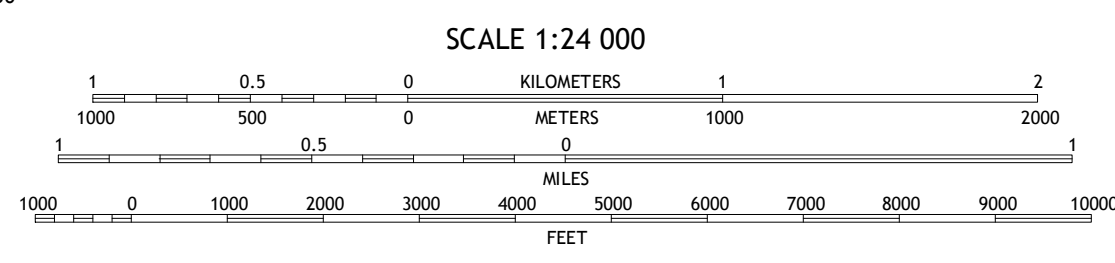 SCALE 1:24 000
1 0.5 0 KILOMETERS 1 2
1000 500 0 METERS 1000 2000
1 0.5 0 1
MILES
1000 0 1000 2000 3000 4000 5000 6000 7000 8000 9000 10000
FEET